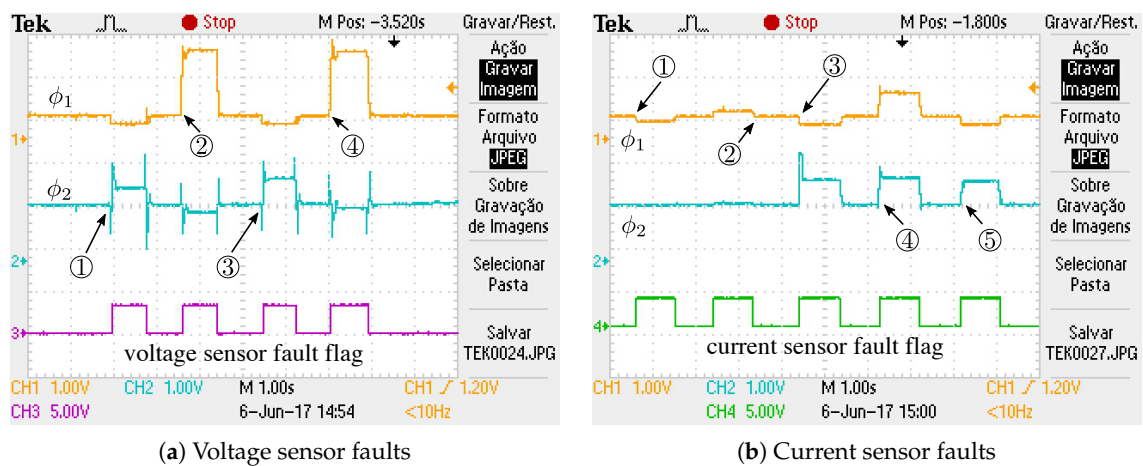 Tek Stop M Pos: -3.520s Gravar/Rest.
Ação
Gravar
Imagem
Formato
Arquivo
JPEG
Sobre
Gravação
de Imagens
Selecionar
Pasta
Salvar
TEK0024.JPG
ϕ1
②
④
1
ϕ2
①
③
2
3
voltage sensor fault flag
CH1 1.00V CH2 1.00V M 1.00s CH1 1.20V
CH3 5.00V 6-Jun-17 14:54 <10Hz
(a) Voltage sensor faults
Tek Stop M Pos: -1.800s Gravar/Rest.
Ação
Gravar
Imagem
Formato
Arquivo
JPEG
Sobre
Gravação
de Imagens
Selecionar
Pasta
Salvar
TEK0027.JPG
①
③
1
ϕ1
②
ϕ2
④
⑤
2
4
current sensor fault flag
CH1 1.00V CH2 1.00V M 1.00s CH1 1.20V
CH4 5.00V 6-Jun-17 15:00 <10Hz
(b) Current sensor faults